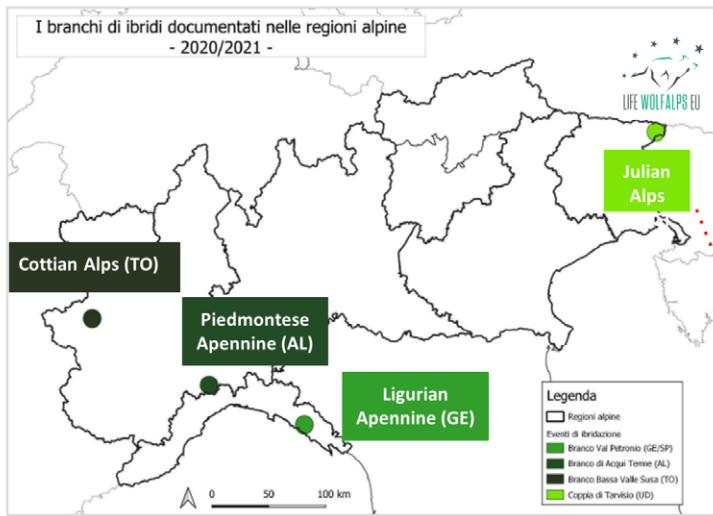 I branchi di ibridi documentati nelle regioni alpine
- 2020/2021 -
LIFE WOLFALPS EU
Julian
Alps
Cottian Alps (TO)
Piedmontese
Apennine (AL)
Ligurian
Apennine (GE)
Legenda
Regioni alpine
Eventi di ibridazione
Branco Val Petronio (GE/SP)
Branco di Acqui Terme (AL)
Branco Bassa Valle Susa (TO)
Coppia di Tarvisio (UD)
0 50 100 km